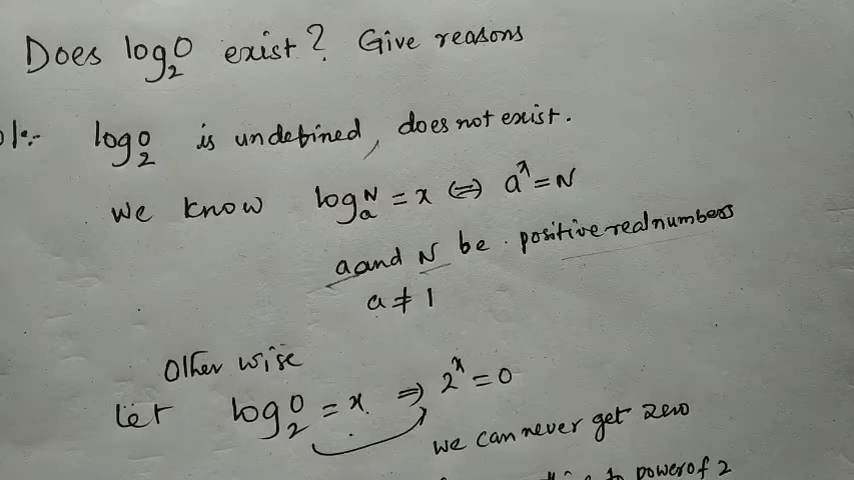 Does log₂0 exist? Give reasons
log₂0 is undefined, does not exist.
We know logₐN = x ⇔ aˣ = N
a and N be positive real numbers
a ≠ 1
Other wise
Let log₂0 = x ⇒ 2ˣ = 0
we can never get zero
to power of 2